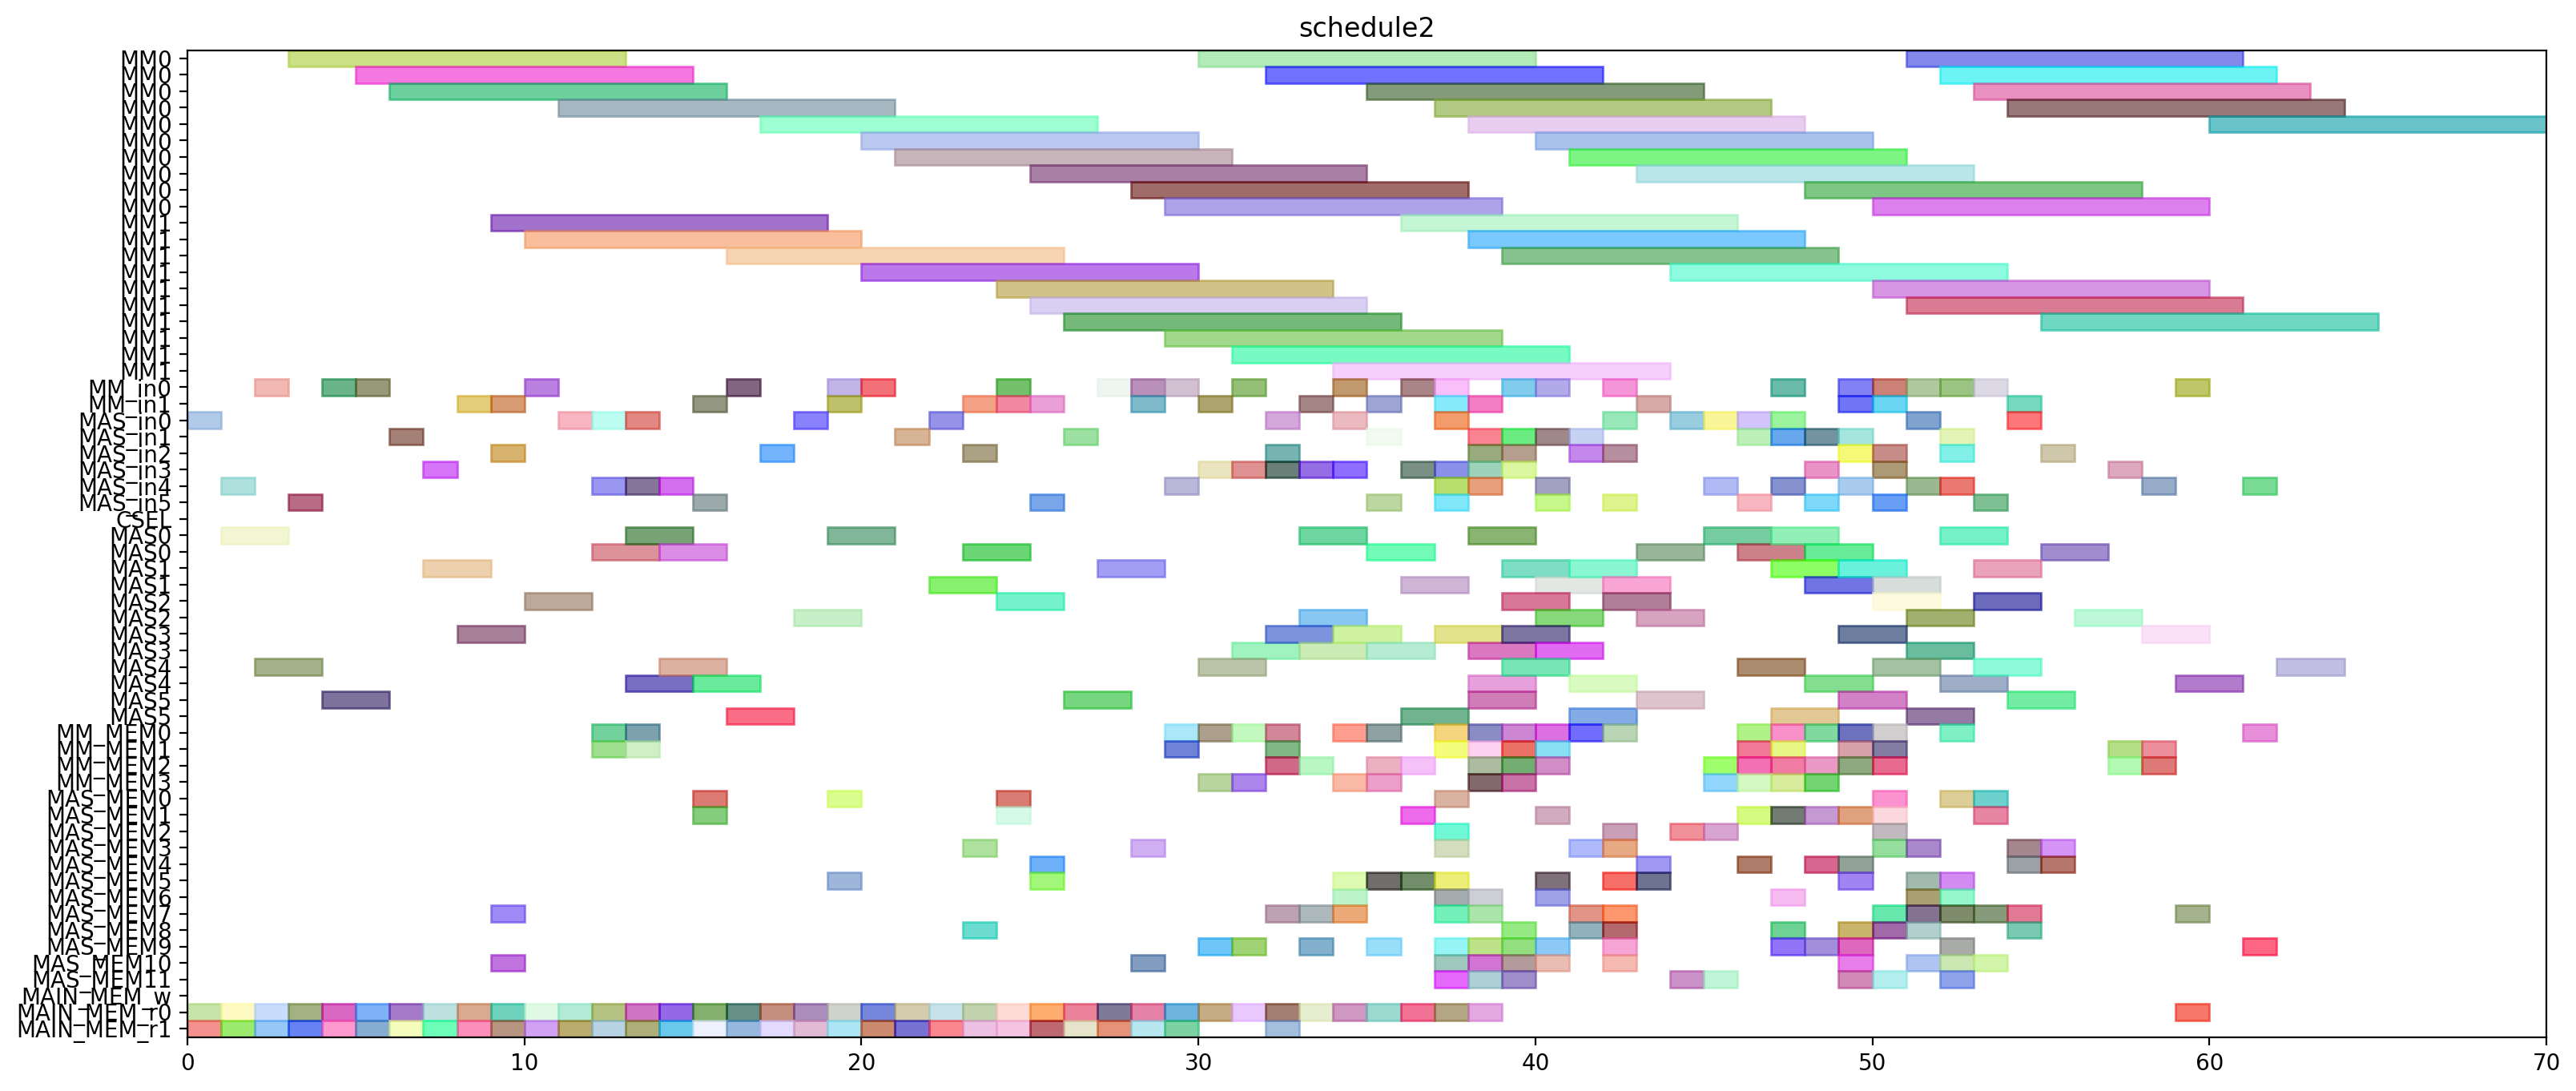 schedule2
MM0
MM0
MM0
MM0
MM0
MM0
MM0
MM0
MM0
MM0
MM1
MM1
MM1
MM1
MM1
MM1
MM1
MM1
MM1
MM1
MM_in0
MM_in1
MAS_in0
MAS_in1
MAS_in2
MAS_in3
MAS_in4
MAS_in5
CSEL
MAS0
MAS0
MAS1
MAS1
MAS2
MAS2
MAS3
MAS3
MAS4
MAS4
MAS5
MAS5
MM_MEM0
MM_MEM1
MM_MEM2
MM_MEM3
MAS_MEM0
MAS_MEM1
MAS_MEM2
MAS_MEM3
MAS_MEM4
MAS_MEM5
MAS_MEM6
MAS_MEM7
MAS_MEM8
MAS_MEM9
MAS_MEM10
MAS_MEM11
MAIN_MEM_w
MAIN_MEM_r0
MAIN_MEM_r1
0 10 20 30 40 50 60 70